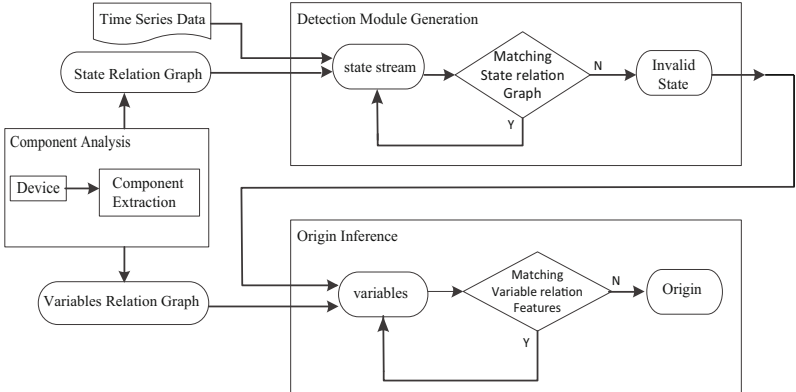 Time Series Data
State Relation Graph
Component Analysis
Device
Component
Extraction
Variables Relation Graph
Detection Module Generation
state stream
Matching
State relation
Graph
N
Y
Invalid
State
Origin Inference
variables
Matching
Variable relation
Features
N
Y
Origin